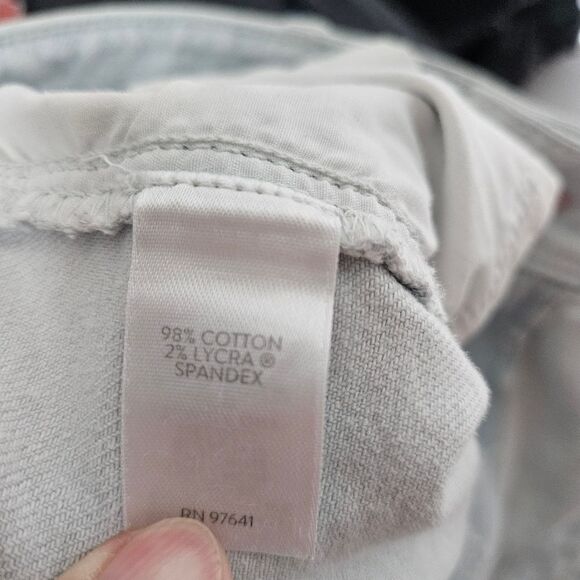 98% COTTON
2% LYCRA ®
SPANDEX
RN 97641